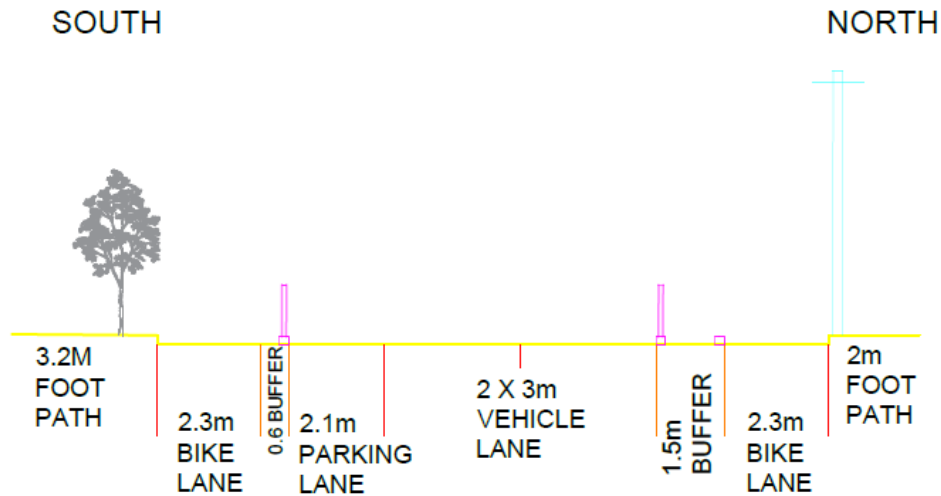 SOUTH
NORTH
3.2M
FOOT
PATH
2.3m
BIKE
LANE
0.6 BUFFER
2.1m
PARKING
LANE
2 X 3m
VEHICLE
LANE
1.5m
BUFFER
2.3m
BIKE
LANE
2m
FOOT
PATH